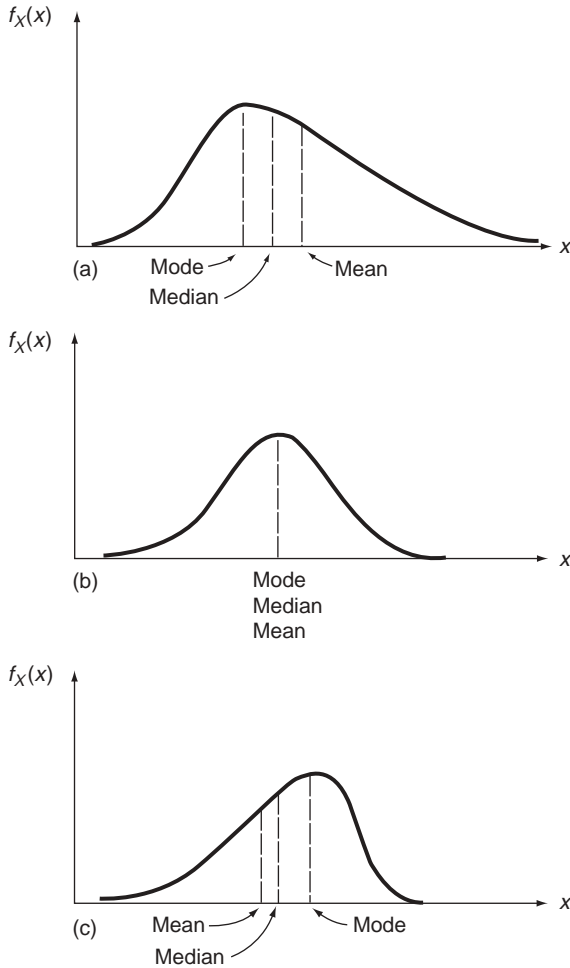 f_X(x)
x
(a)
Mode
Mean
Median
f_X(x)
x
(b)
Mode
Median
Mean
f_X(x)
x
(c)
Mean
Mode
Median